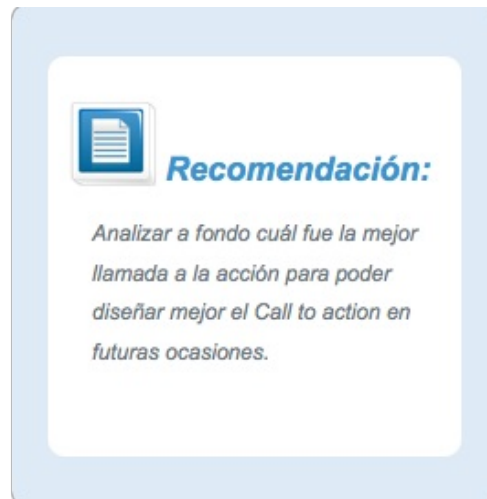 Recomendación:
Analizar a fondo cuál fue la mejor
llamada a la acción para poder
diseñar mejor el Call to action en
futuras ocasiones.